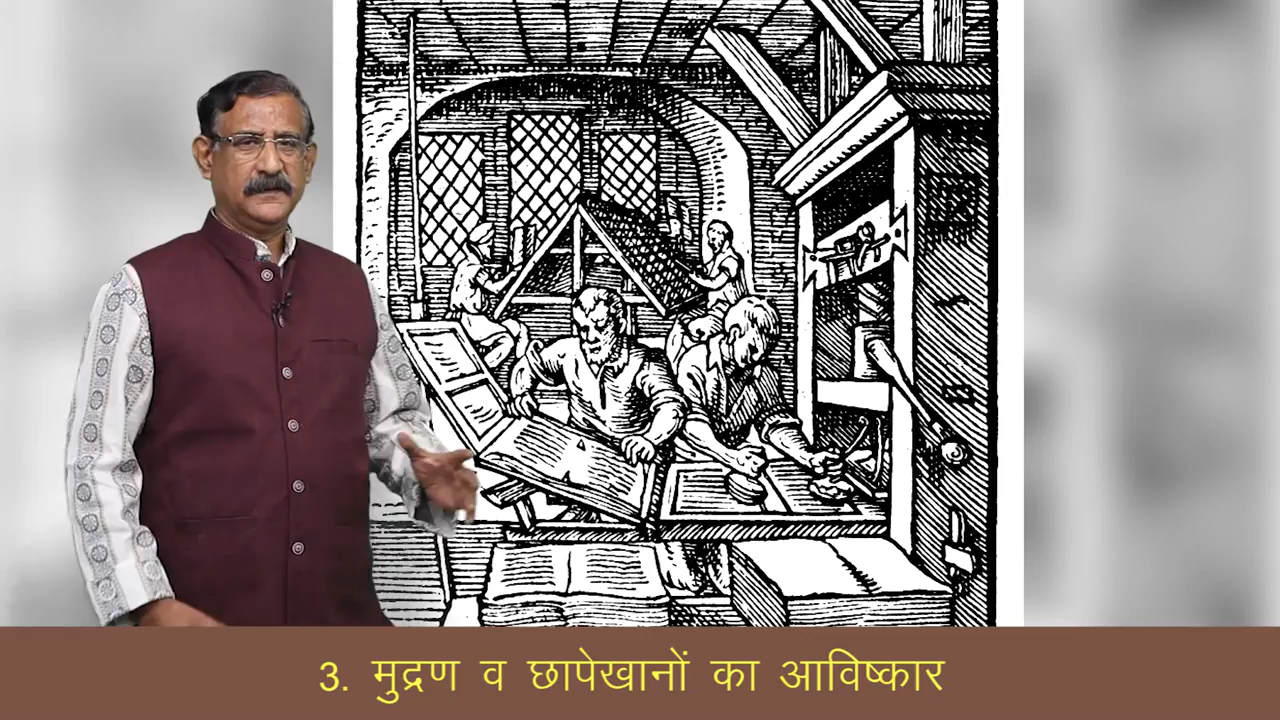 3. मुद्रण व छापेखानों का आविष्कार